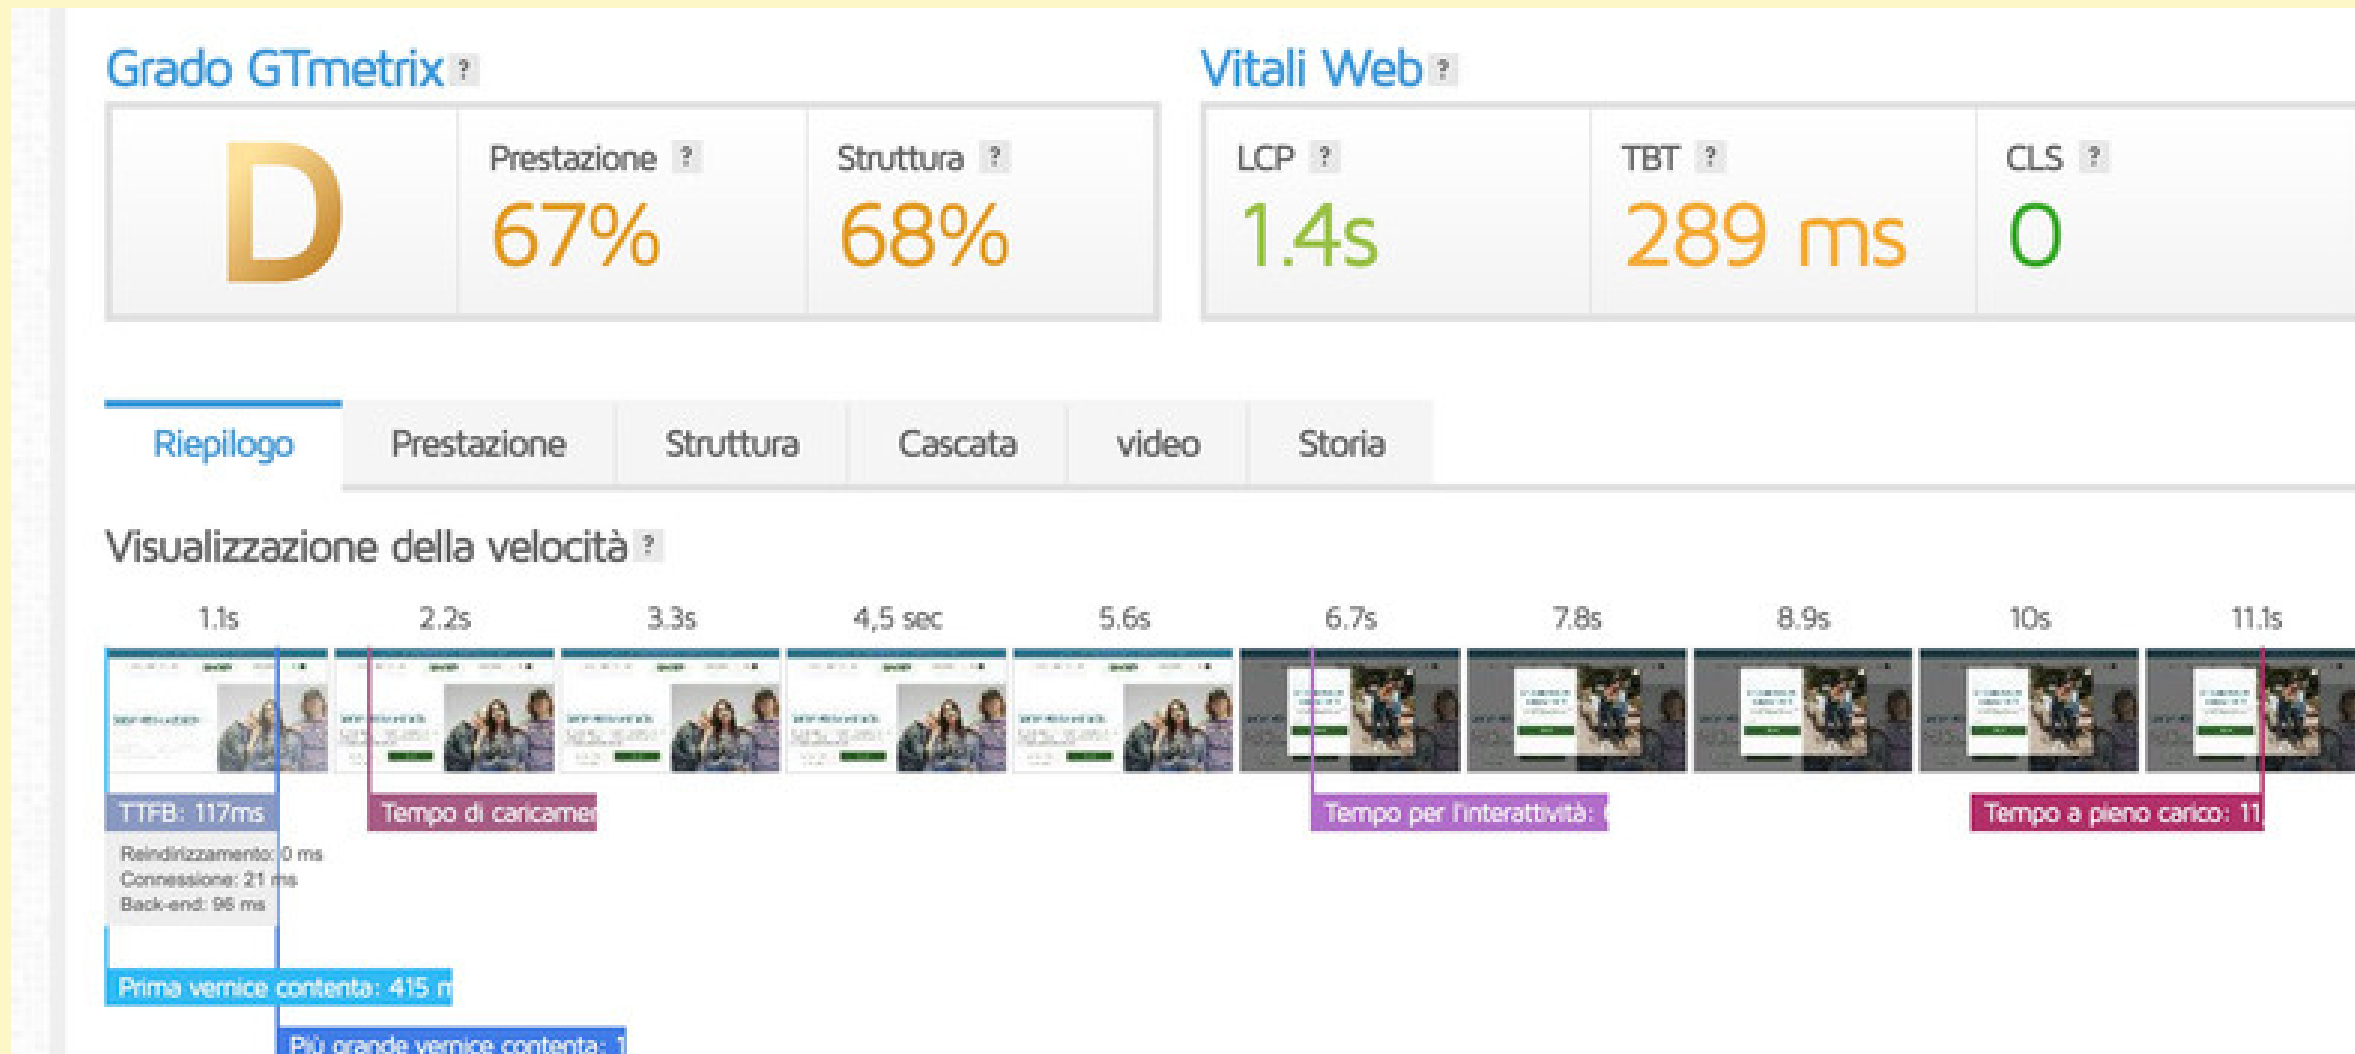 Grado GTmetrix ?
Vitali Web ?
D
Prestazione ?
67%
Struttura ?
68%
LCP ?
1.4s
TBT ?
289 ms
CLS ?
0
Riepilogo Prestazione Struttura Cascata video Storia
Visualizzazione della velocità ?
1.1s 2.2s 3.3s 4,5 sec 5.6s 6.7s 7.8s 8.9s 10s 11.1s
TTFB: 117ms
Tempo di caricamen
Tempo per l'interattività:
Tempo a pieno carico: 11
Reindirizzamento: 0 ms
Connessione: 21 ms
Back-end: 96 ms
Prima vernice contenta: 415 m
Più grande vernice contenta: 1